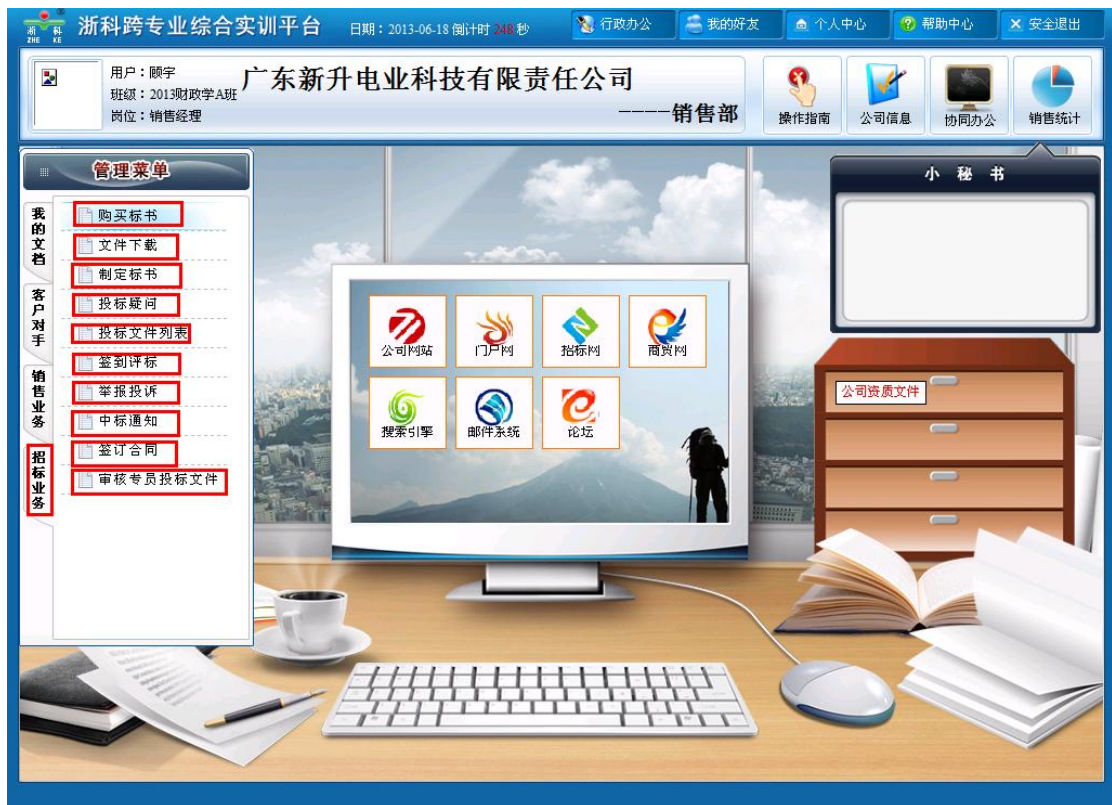 浙科
ZHE KE
浙科跨专业综合实训平台
日期：2013-06-18 倒计时 248 秒
行政办公
我的好友
个人中心
帮助中心
安全退出
用户：顾宇
班级：2013财政学A班
岗位：销售经理
广东新升电业科技有限责任公司
----销售部
操作指南
公司信息
协同办公
销售统计
管理菜单
小 秘 书
我的文档
客户对手
销售业务
招标业务
购买标书
文件下载
制定标书
投标疑问
投标文件列表
签到评标
举报投诉
中标通知
签订合同
审核专员投标文件
公司网站
门户网
招标网
商贸网
搜索引擎
邮件系统
论坛
公司资质文件